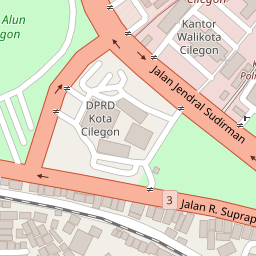 Alun
Cilegon
Kantor
Walikota
Cilegon
Jalan Jendral Sudirman
DPRD
Kota
Cilegon
3
Jalan R. Suprap